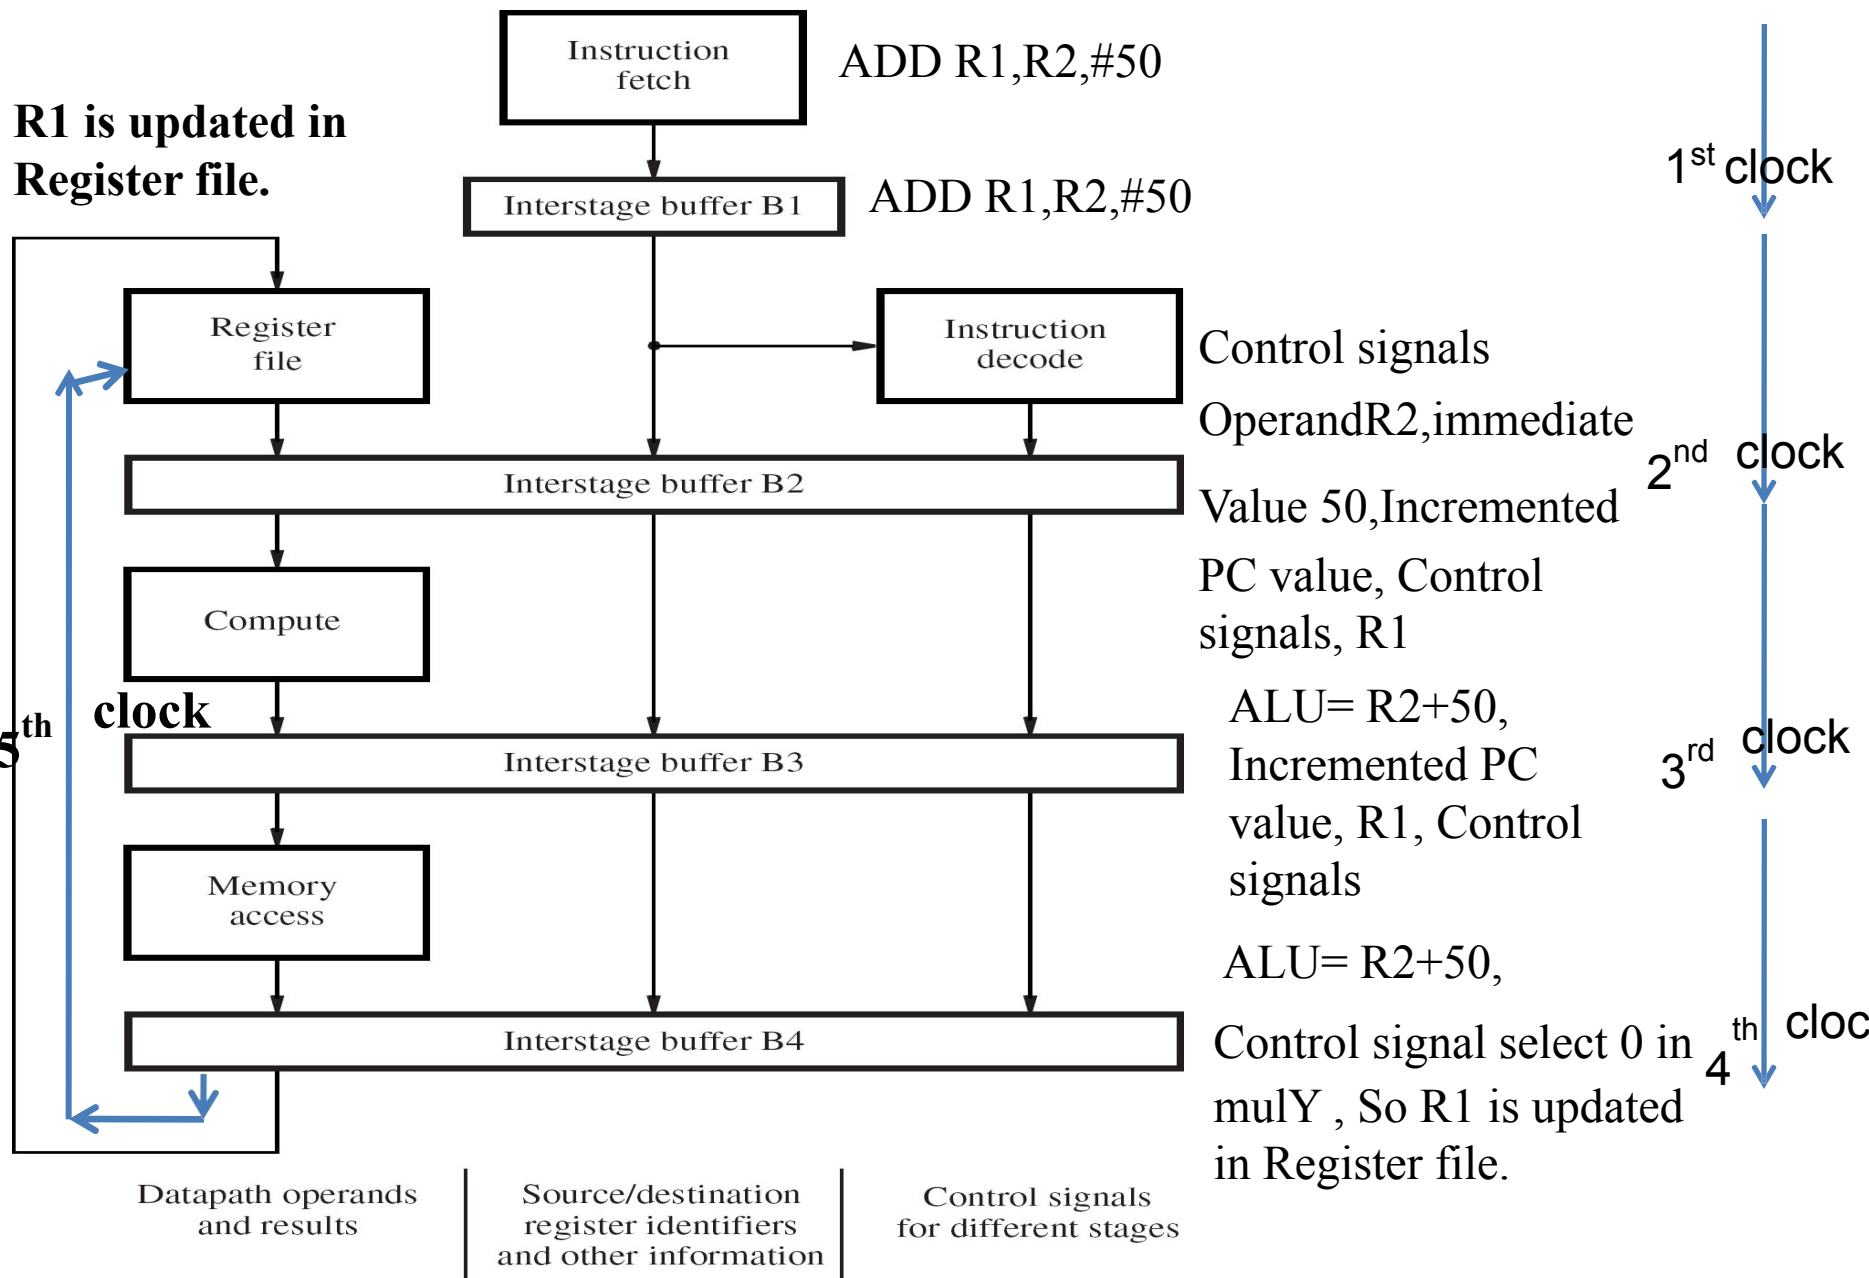 Instruction
fetch
ADD R1,R2,#50
R1 is updated in
Register file.
1st clock
Interstage buffer B1
ADD R1,R2,#50
Register
file
Instruction
decode
Control signals
OperandR2,immediate
2nd clock
Interstage buffer B2
Value 50,Incremented
PC value, Control
signals, R1
Compute
5th clock
ALU= R2+50,
Incremented PC
value, R1, Control
signals
3rd clock
Interstage buffer B3
Memory
access
ALU= R2+50,
Interstage buffer B4
Control signal select 0 in
mulY , So R1 is updated
in Register file.
4th cloc
Datapath operands
and results
Source/destination
register identifiers
and other information
Control signals
for different stages